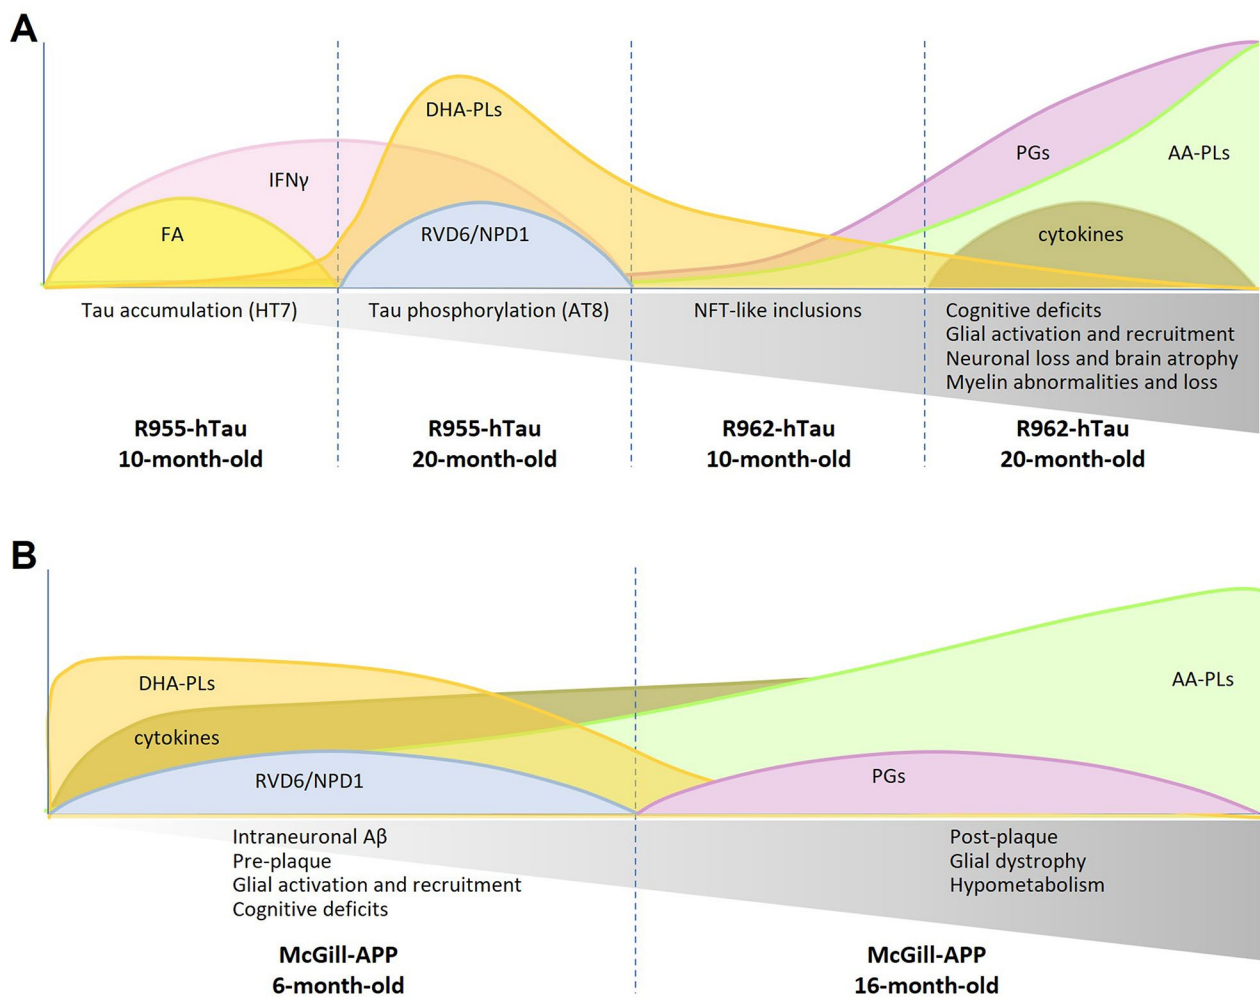 A
DHA-PLs
IFNγ
FA
RVD6/NPD1
PGs
AA-PLs
cytokines
Tau accumulation (HT7)
Tau phosphorylation (AT8)
NFT-like inclusions
Cognitive deficits
Glial activation and recruitment
Neuronal loss and brain atrophy
Myelin abnormalities and loss
R955-hTau
10-month-old
R955-hTau
20-month-old
R962-hTau
10-month-old
R962-hTau
20-month-old
B
DHA-PLs
cytokines
RVD6/NPD1
AA-PLs
PGs
Intraneuronal Aβ
Pre-plaque
Glial activation and recruitment
Cognitive deficits
Post-plaque
Glial dystrophy
Hypometabolism
McGill-APP
6-month-old
McGill-APP
16-month-old